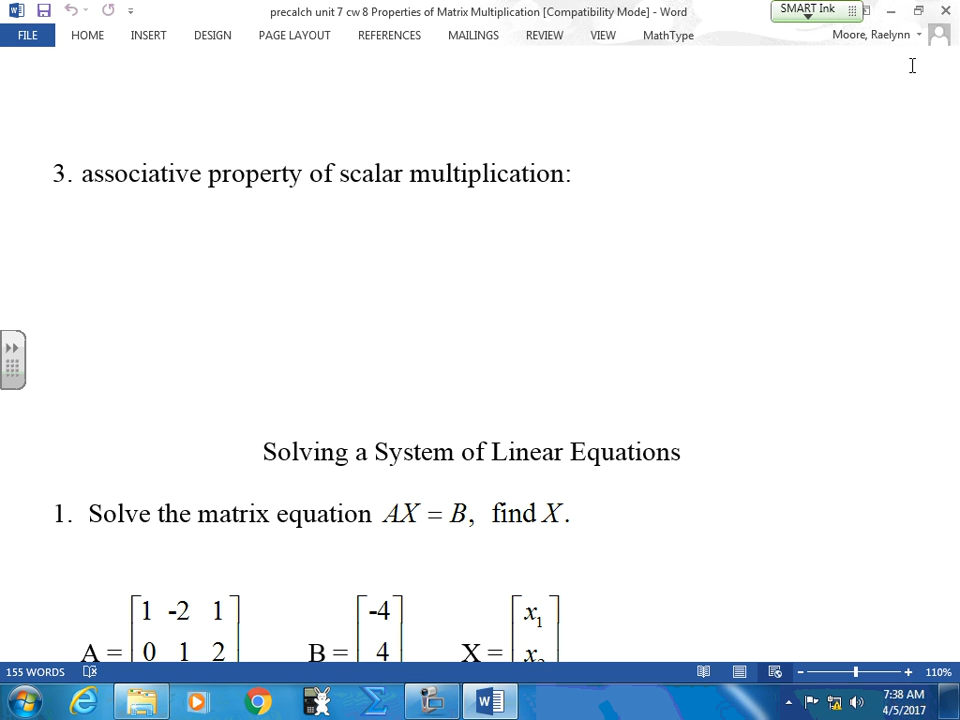 precalch unit 7 cw 8 Properties of Matrix Multiplication [Compatibility Mode] - Word
SMART Ink
FILE HOME INSERT DESIGN PAGE LAYOUT REFERENCES MAILINGS REVIEW VIEW MathType Moore, Raelynn
3. associative property of scalar multiplication:
Solving a System of Linear Equations
1. Solve the matrix equation AX = B, find X.
1 -2 1 -4 x1
A = 0 1 2 B = 4 X = x2
155 WORDS 110%
7:38 AM
4/5/2017